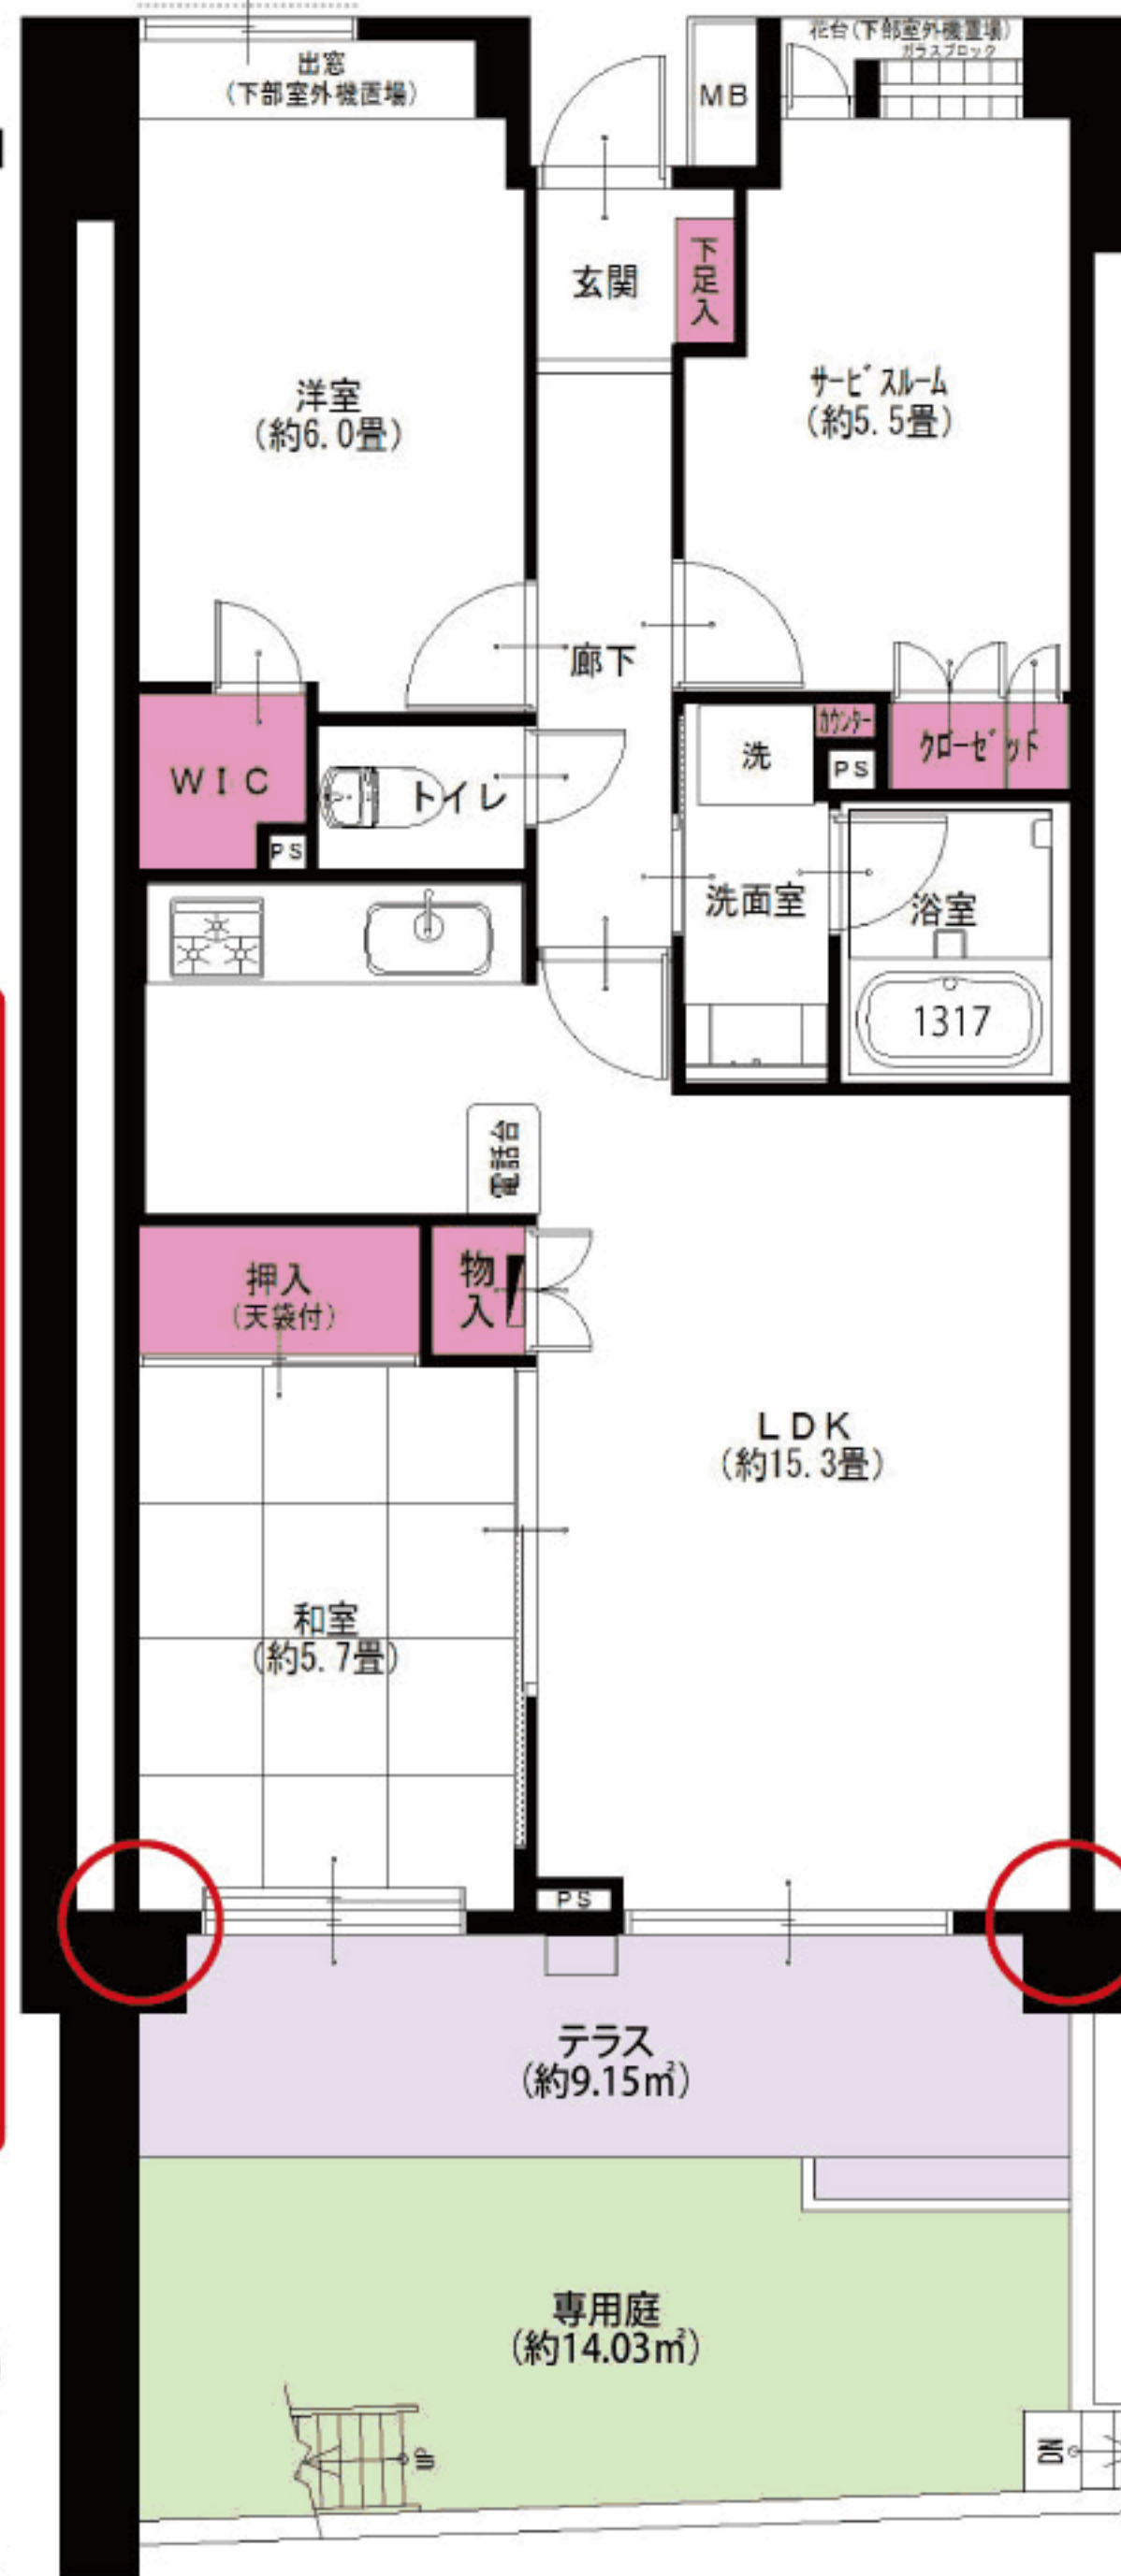 出窓
(下部室外機置場)
MB
花台(下部室外機置場)
ガラスブロック
玄関
下足入
洋室
(約6.0畳)
サービスルーム
(約5.5畳)
廊下
WIC
PS
トイレ
洗
カウンター
PS
クローゼット
洗面室
浴室
1317
電話台
押入
(天袋付)
物入
LDK
(約15.3畳)
和室
(約5.7畳)
PS
テラス
(約9.15㎡)
専用庭
(約14.03㎡)
UP
DN